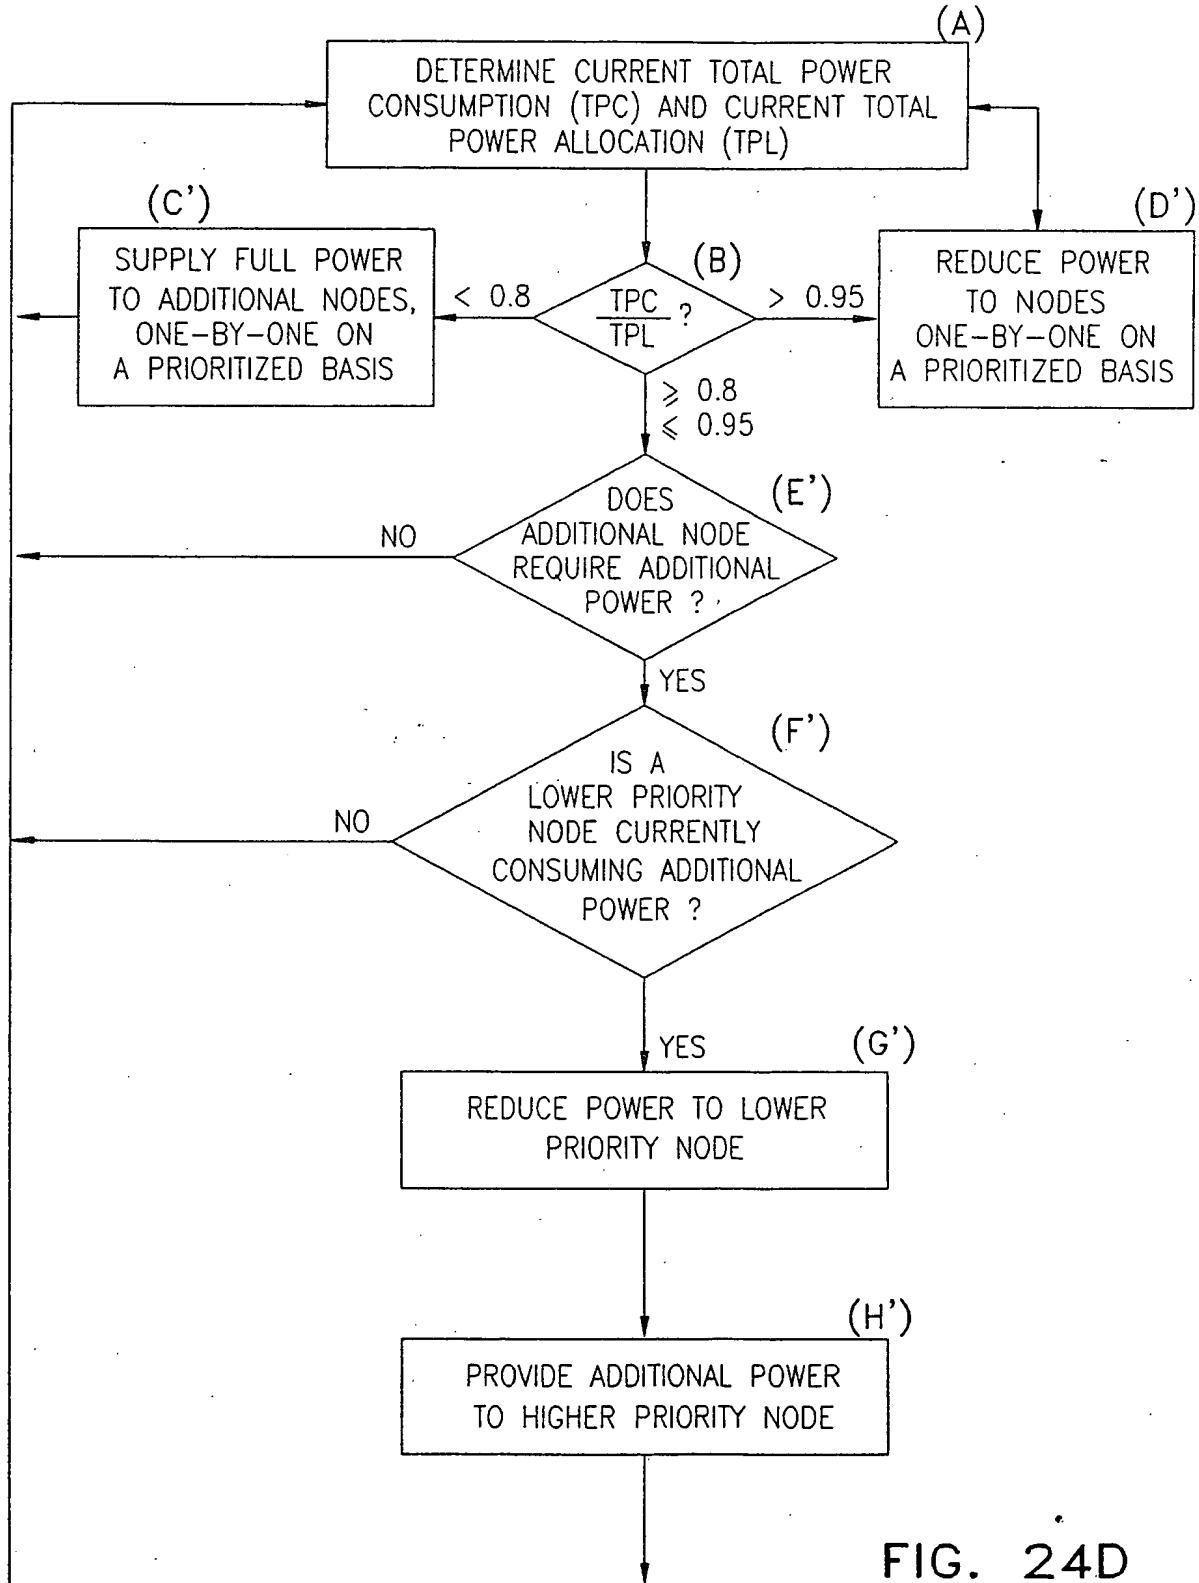 (A)
DETERMINE CURRENT TOTAL POWER
CONSUMPTION (TPC) AND CURRENT TOTAL
POWER ALLOCATION (TPL)
(C')
SUPPLY FULL POWER
TO ADDITIONAL NODES,
ONE-BY-ONE ON
A PRIORITIZED BASIS
< 0.8
(B)
TPC
TPL
?
> 0.95
(D')
REDUCE POWER
TO NODES
ONE-BY-ONE ON
A PRIORITIZED BASIS
⩾ 0.8
⩽ 0.95
(E')
DOES
ADDITIONAL NODE
REQUIRE ADDITIONAL
POWER ?
NO
YES
(F')
IS A
LOWER PRIORITY
NODE CURRENTLY
CONSUMING ADDITIONAL
POWER ?
NO
YES
(G')
REDUCE POWER TO LOWER
PRIORITY NODE
(H')
PROVIDE ADDITIONAL POWER
TO HIGHER PRIORITY NODE
FIG. 24D